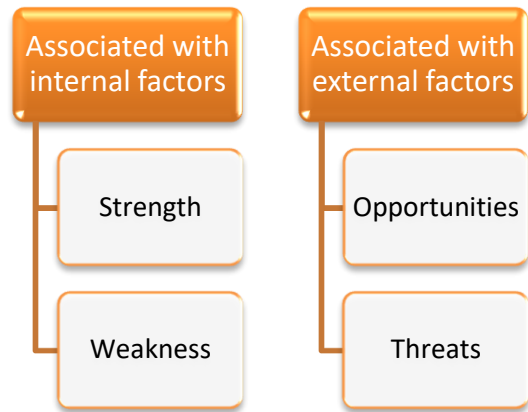 Associated with
internal factors
Strength
Weakness
Associated with
external factors
Opportunities
Threats